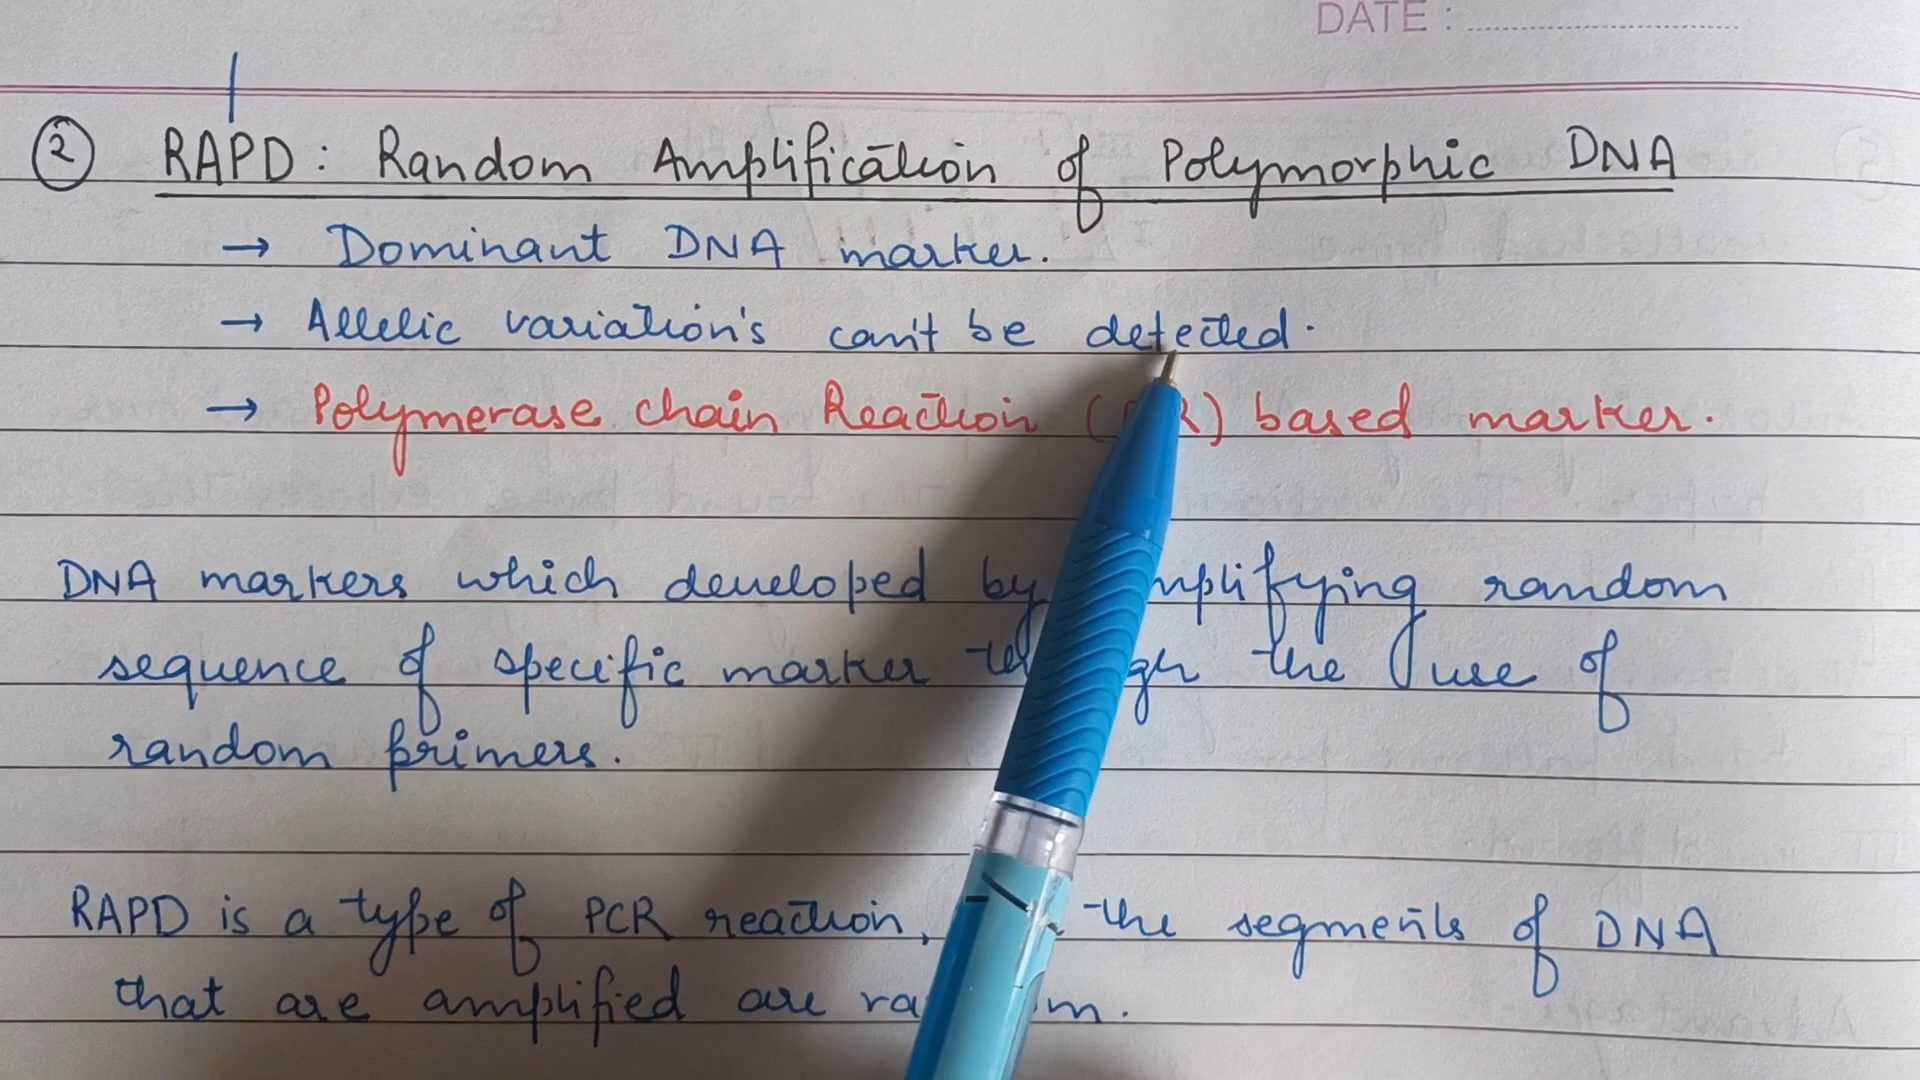 DATE :
2 RAPD : Random Amplification of Polymorphic DNA
→ Dominant DNA marker.
→ Allelic variation's can't be detected.
→ Polymerase chain Reaction ( R) based marker.
DNA markers which developed by mplifying random
sequence of specific marker the use of
random primers.
RAPD is a type of PCR reaction, the segments of DNA
that are amplified are